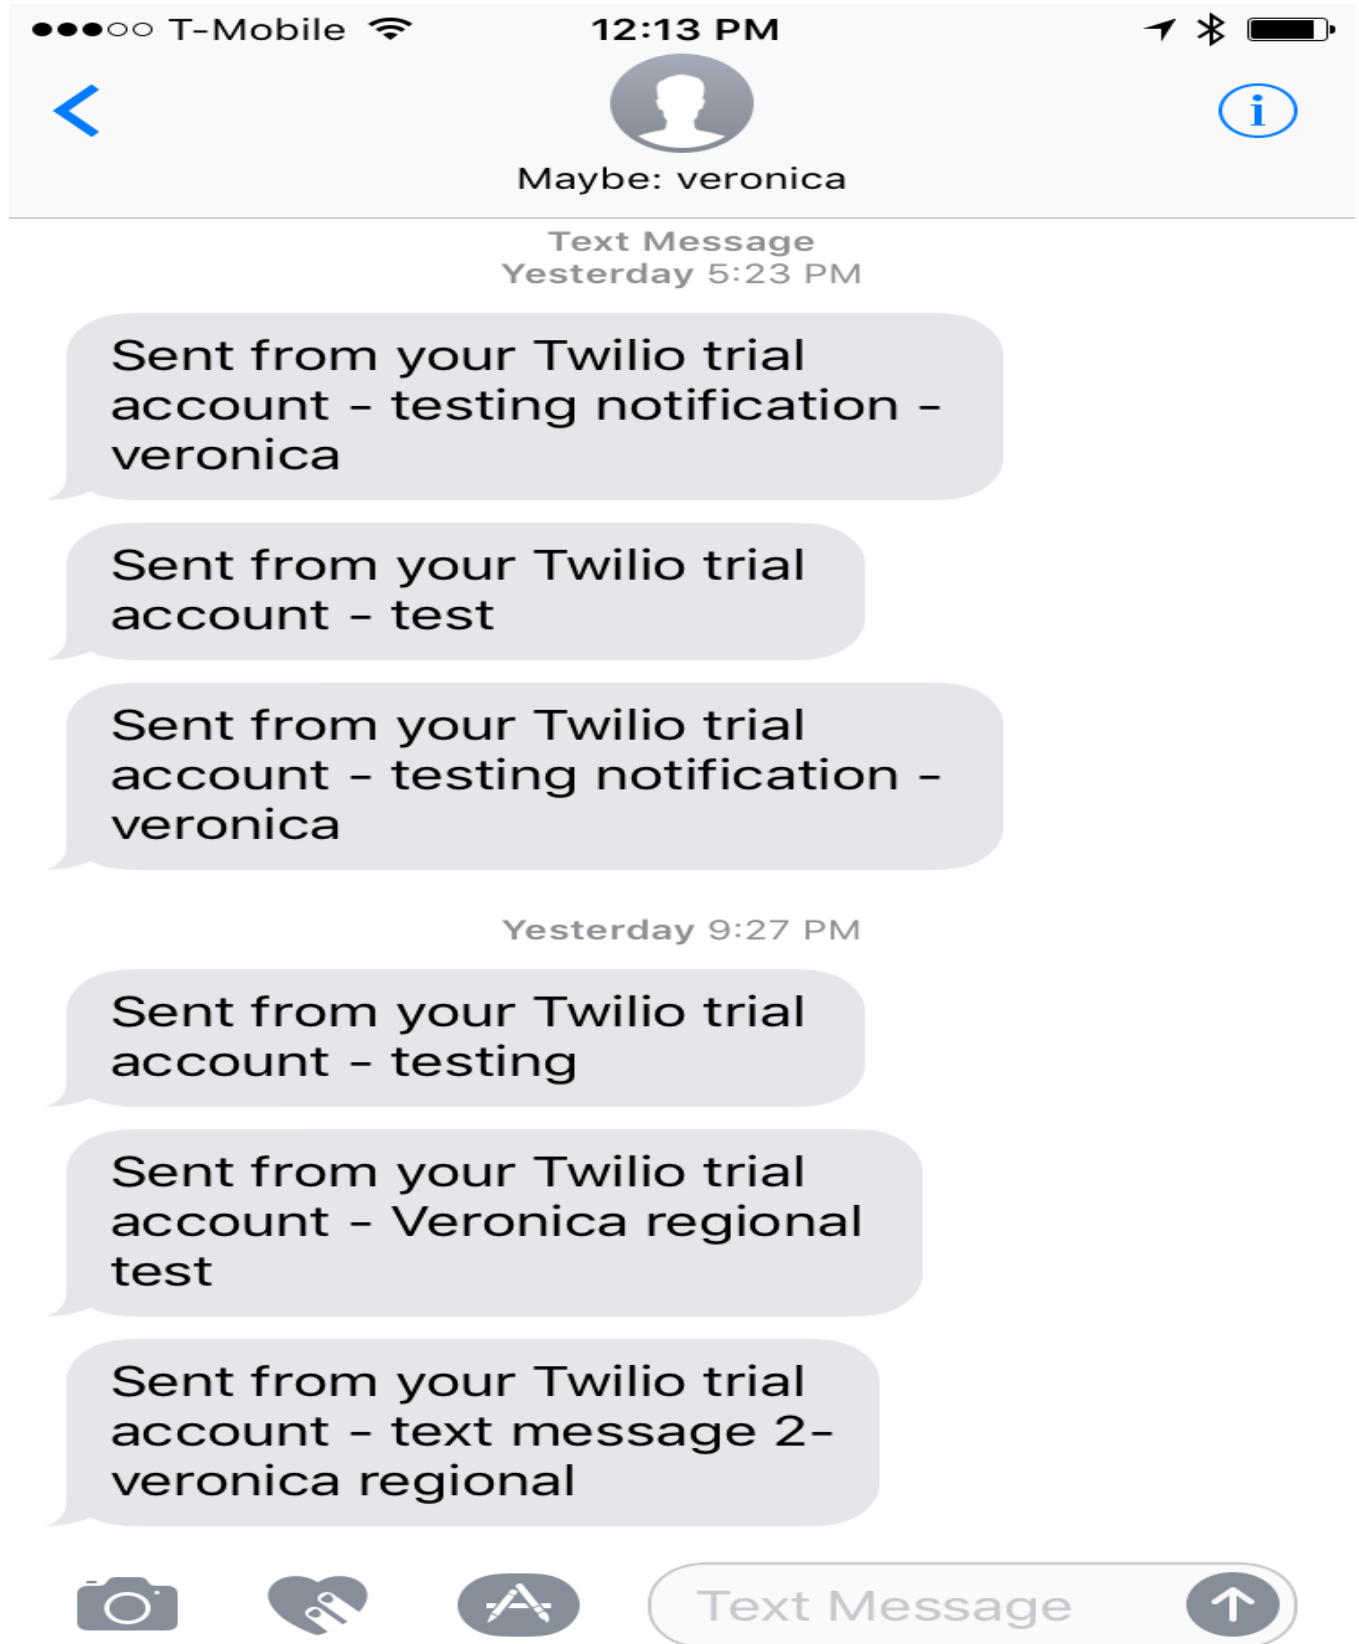 T-Mobile 12:13 PM
Maybe: veronica
Text Message
Yesterday 5:23 PM
Sent from your Twilio trial
account - testing notification -
veronica
Sent from your Twilio trial
account - test
Sent from your Twilio trial
account - testing notification -
veronica
Yesterday 9:27 PM
Sent from your Twilio trial
account - testing
Sent from your Twilio trial
account - Veronica regional
test
Sent from your Twilio trial
account - text message 2-
veronica regional
Text Message